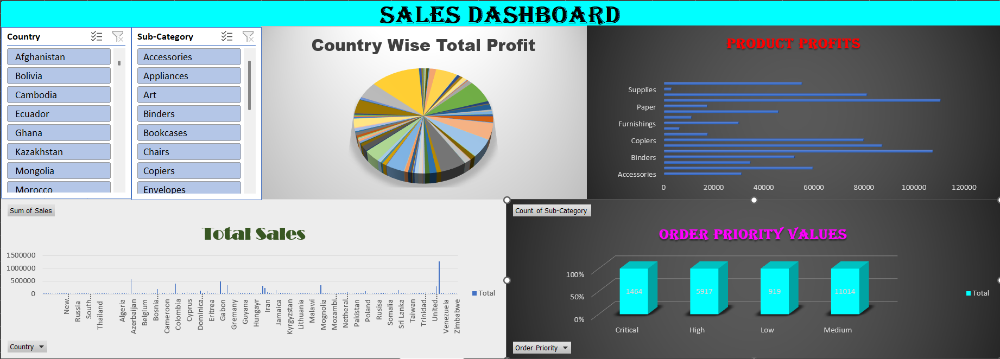 SALES DASHBOARD
Country
Afghanistan
Bolivia
Cambodia
Ecuador
Ghana
Kazakhstan
Mongolia
Morocco
Sub-Category
Accessories
Appliances
Art
Binders
Bookcases
Chairs
Copiers
Envelopes
Country Wise Total Profit
PRODUCT PROFITS
Supplies
Paper
Furnishings
Copiers
Binders
Accessories
0 20000 40000 60000 80000 100000 120000
Sum of Sales
Total Sales
1500000
1000000
500000
0
New...
Russia
South...
Thailand
Algeria
Azerbaijan
Belgium
Bosnia...
Cameroon
Colombia
Cyprus
Dominica...
Eritrea
Gabon
Gremany
Guyana
Hungayr
Iran
Jamaica
Kyrgyzstan
Lithuania
Malawi
Mognolia
Mozambi...
Netheral...
Pakistan
Poland
Rusisa
Somalia
Sri Lanka
Taiwan
Trinidad...
United...
Venezuela
Zimbabwe
Total
Country
Count of Sub-Category
ORDER PRIORITY VALUES
100%
50%
0%
1464 5917 919 11014
Critical High Low Medium
Total
Order Priority